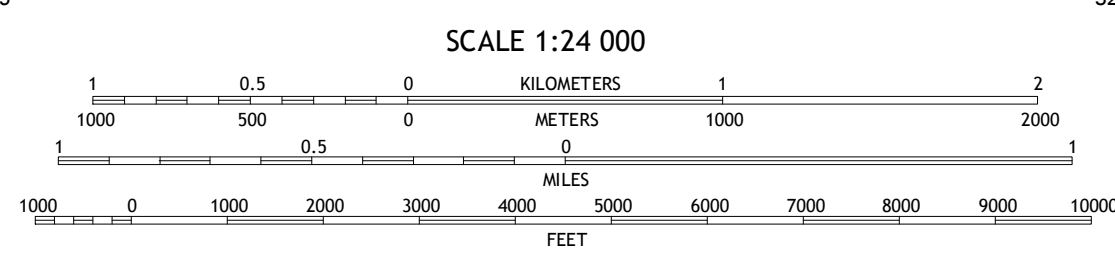 SCALE 1:24 000
1 0.5 0 KILOMETERS 1 2
1000 500 0 METERS 1000 2000
1 0.5 0 1
MILES
1000 0 1000 2000 3000 4000 5000 6000 7000 8000 9000 10000
FEET